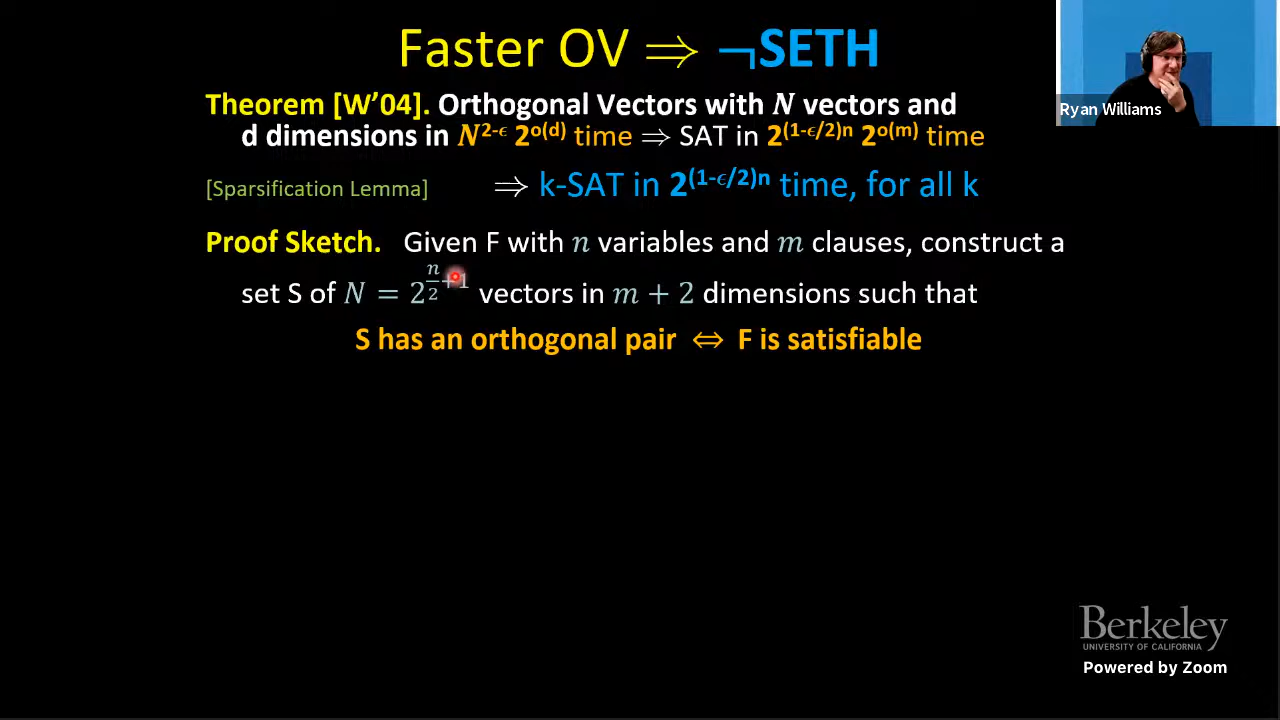 Faster OV ⇒ ¬SETH
Ryan Williams
Theorem [W’04]. Orthogonal Vectors with N vectors and
d dimensions in N^{2-ϵ} 2^{o(d)} time ⇒ SAT in 2^{(1-ϵ/2)n} 2^{o(m)} time
[Sparsification Lemma] ⇒ k-SAT in 2^{(1-ϵ/2)n} time, for all k
Proof Sketch. Given F with n variables and m clauses, construct a
set S of N = 2^{n/2+1} vectors in m + 2 dimensions such that
S has an orthogonal pair ⇔ F is satisfiable
Berkeley
UNIVERSITY OF CALIFORNIA
Powered by Zoom